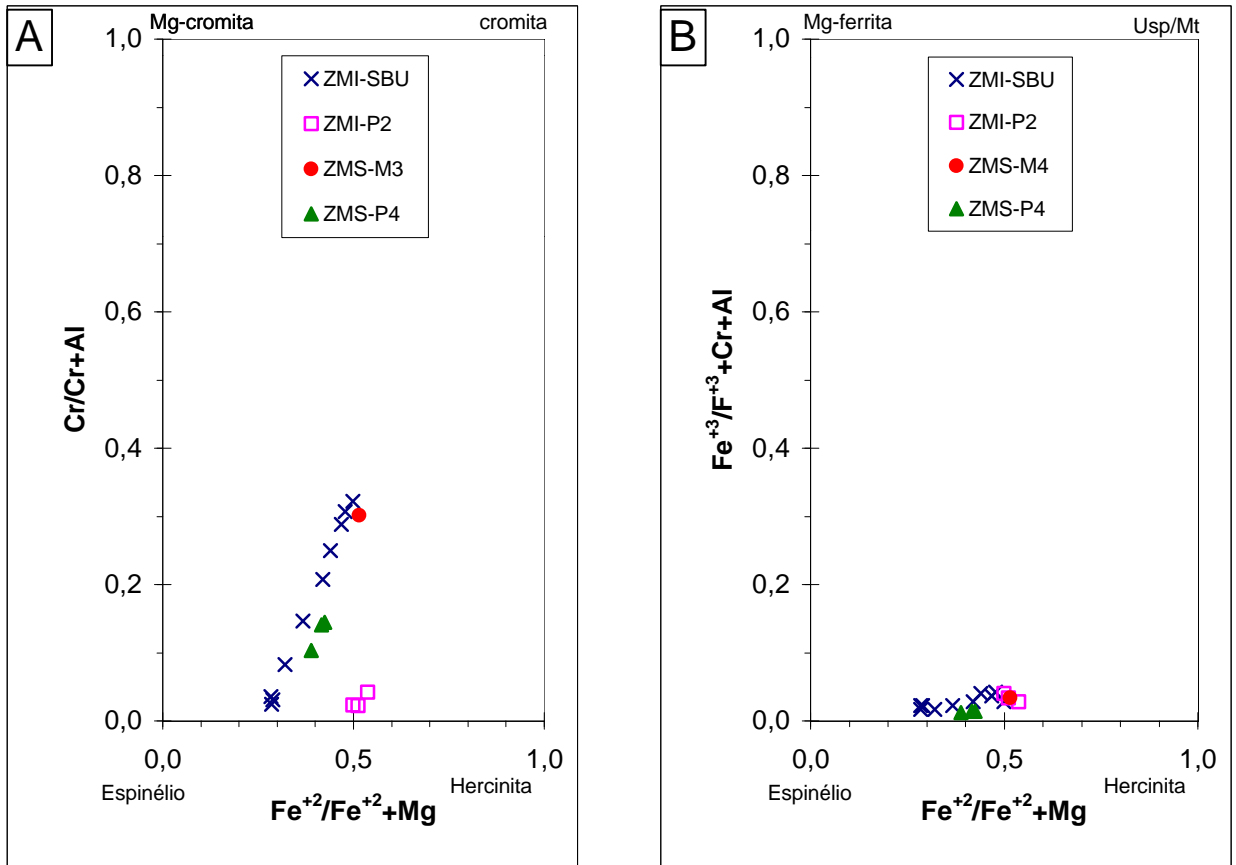 A
Mg-cromita
cromita
1,0
0,8
0,6
0,4
0,2
0,0
Cr/Cr+Al
ZMI-SBU
ZMI-P2
ZMS-M3
ZMS-P4
0,0
0,5
1,0
Espinélio
Hercinita
Fe+2/Fe+2+Mg
B
Mg-ferrita
Usp/Mt
1,0
0,8
0,6
0,4
0,2
0,0
Fe+3/F+3+Cr+Al
ZMI-SBU
ZMI-P2
ZMS-M4
ZMS-P4
0,0
0,5
1,0
Espinélio
Hercinita
Fe+2/Fe+2+Mg